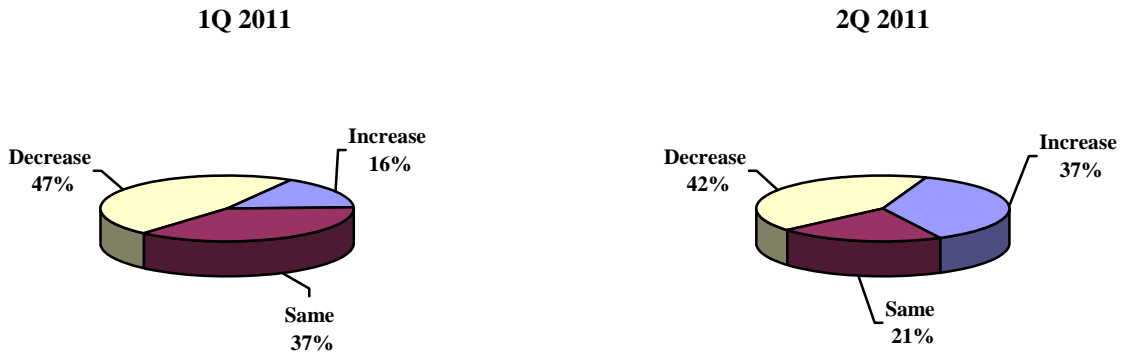 1Q 2011
Decrease
47%
Increase
16%
Same
37%
2Q 2011
Decrease
42%
Increase
37%
Same
21%